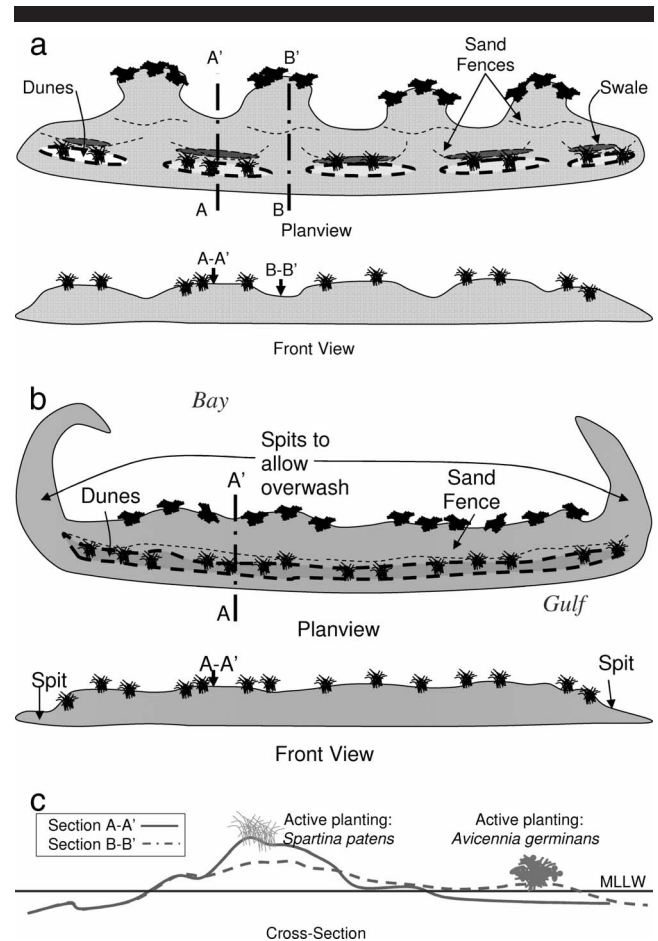 a
A' B' Sand
Fences
Dunes Swale
A B
Planview
A-A' B-B'
Front View
b
Bay
Spits to
allow
overwash
A'
Dunes Sand
Fence
A
Gulf
Planview
A-A'
Spit Spit
Front View
c
Section A-A'
Section B-B'
Active planting:
Spartina patens
Active planting:
Avicennia germinans
MLLW
Cross-Section